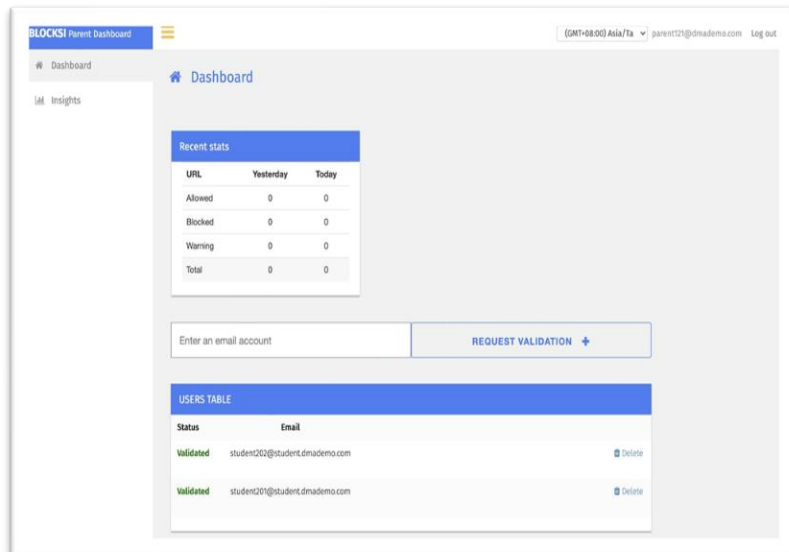 BLOCKSI Parent Dashboard
(GMT+08:00) Asia/Ta parent121@dmademo.com Log out
Dashboard
Insights
Dashboard
Recent stats
URL Yesterday Today
Allowed 0 0
Blocked 0 0
Warning 0 0
Total 0 0
Enter an email account
REQUEST VALIDATION +
USERS TABLE
Status Email
Validated student202@student.dmademo.com Delete
Validated student201@student.dmademo.com Delete